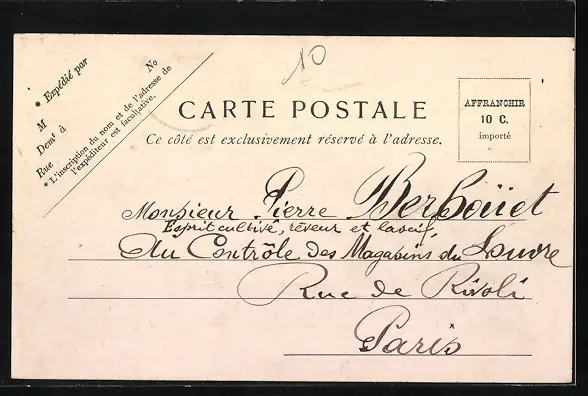 10
* Expédié par
M
Demt à
Rue No
* L'inscription du nom et de l'adresse de
l'expéditeur est facultative.
CARTE POSTALE
Ce côté est exclusivement réservé à l'adresse.
AFFRANCHIR
10 C.
importé
Monsieur Pierre
Esprit cultivé, rêveur et lascif,
Au Contrôle Des Magasins du Louvre
Rue de Rivoli
Paris